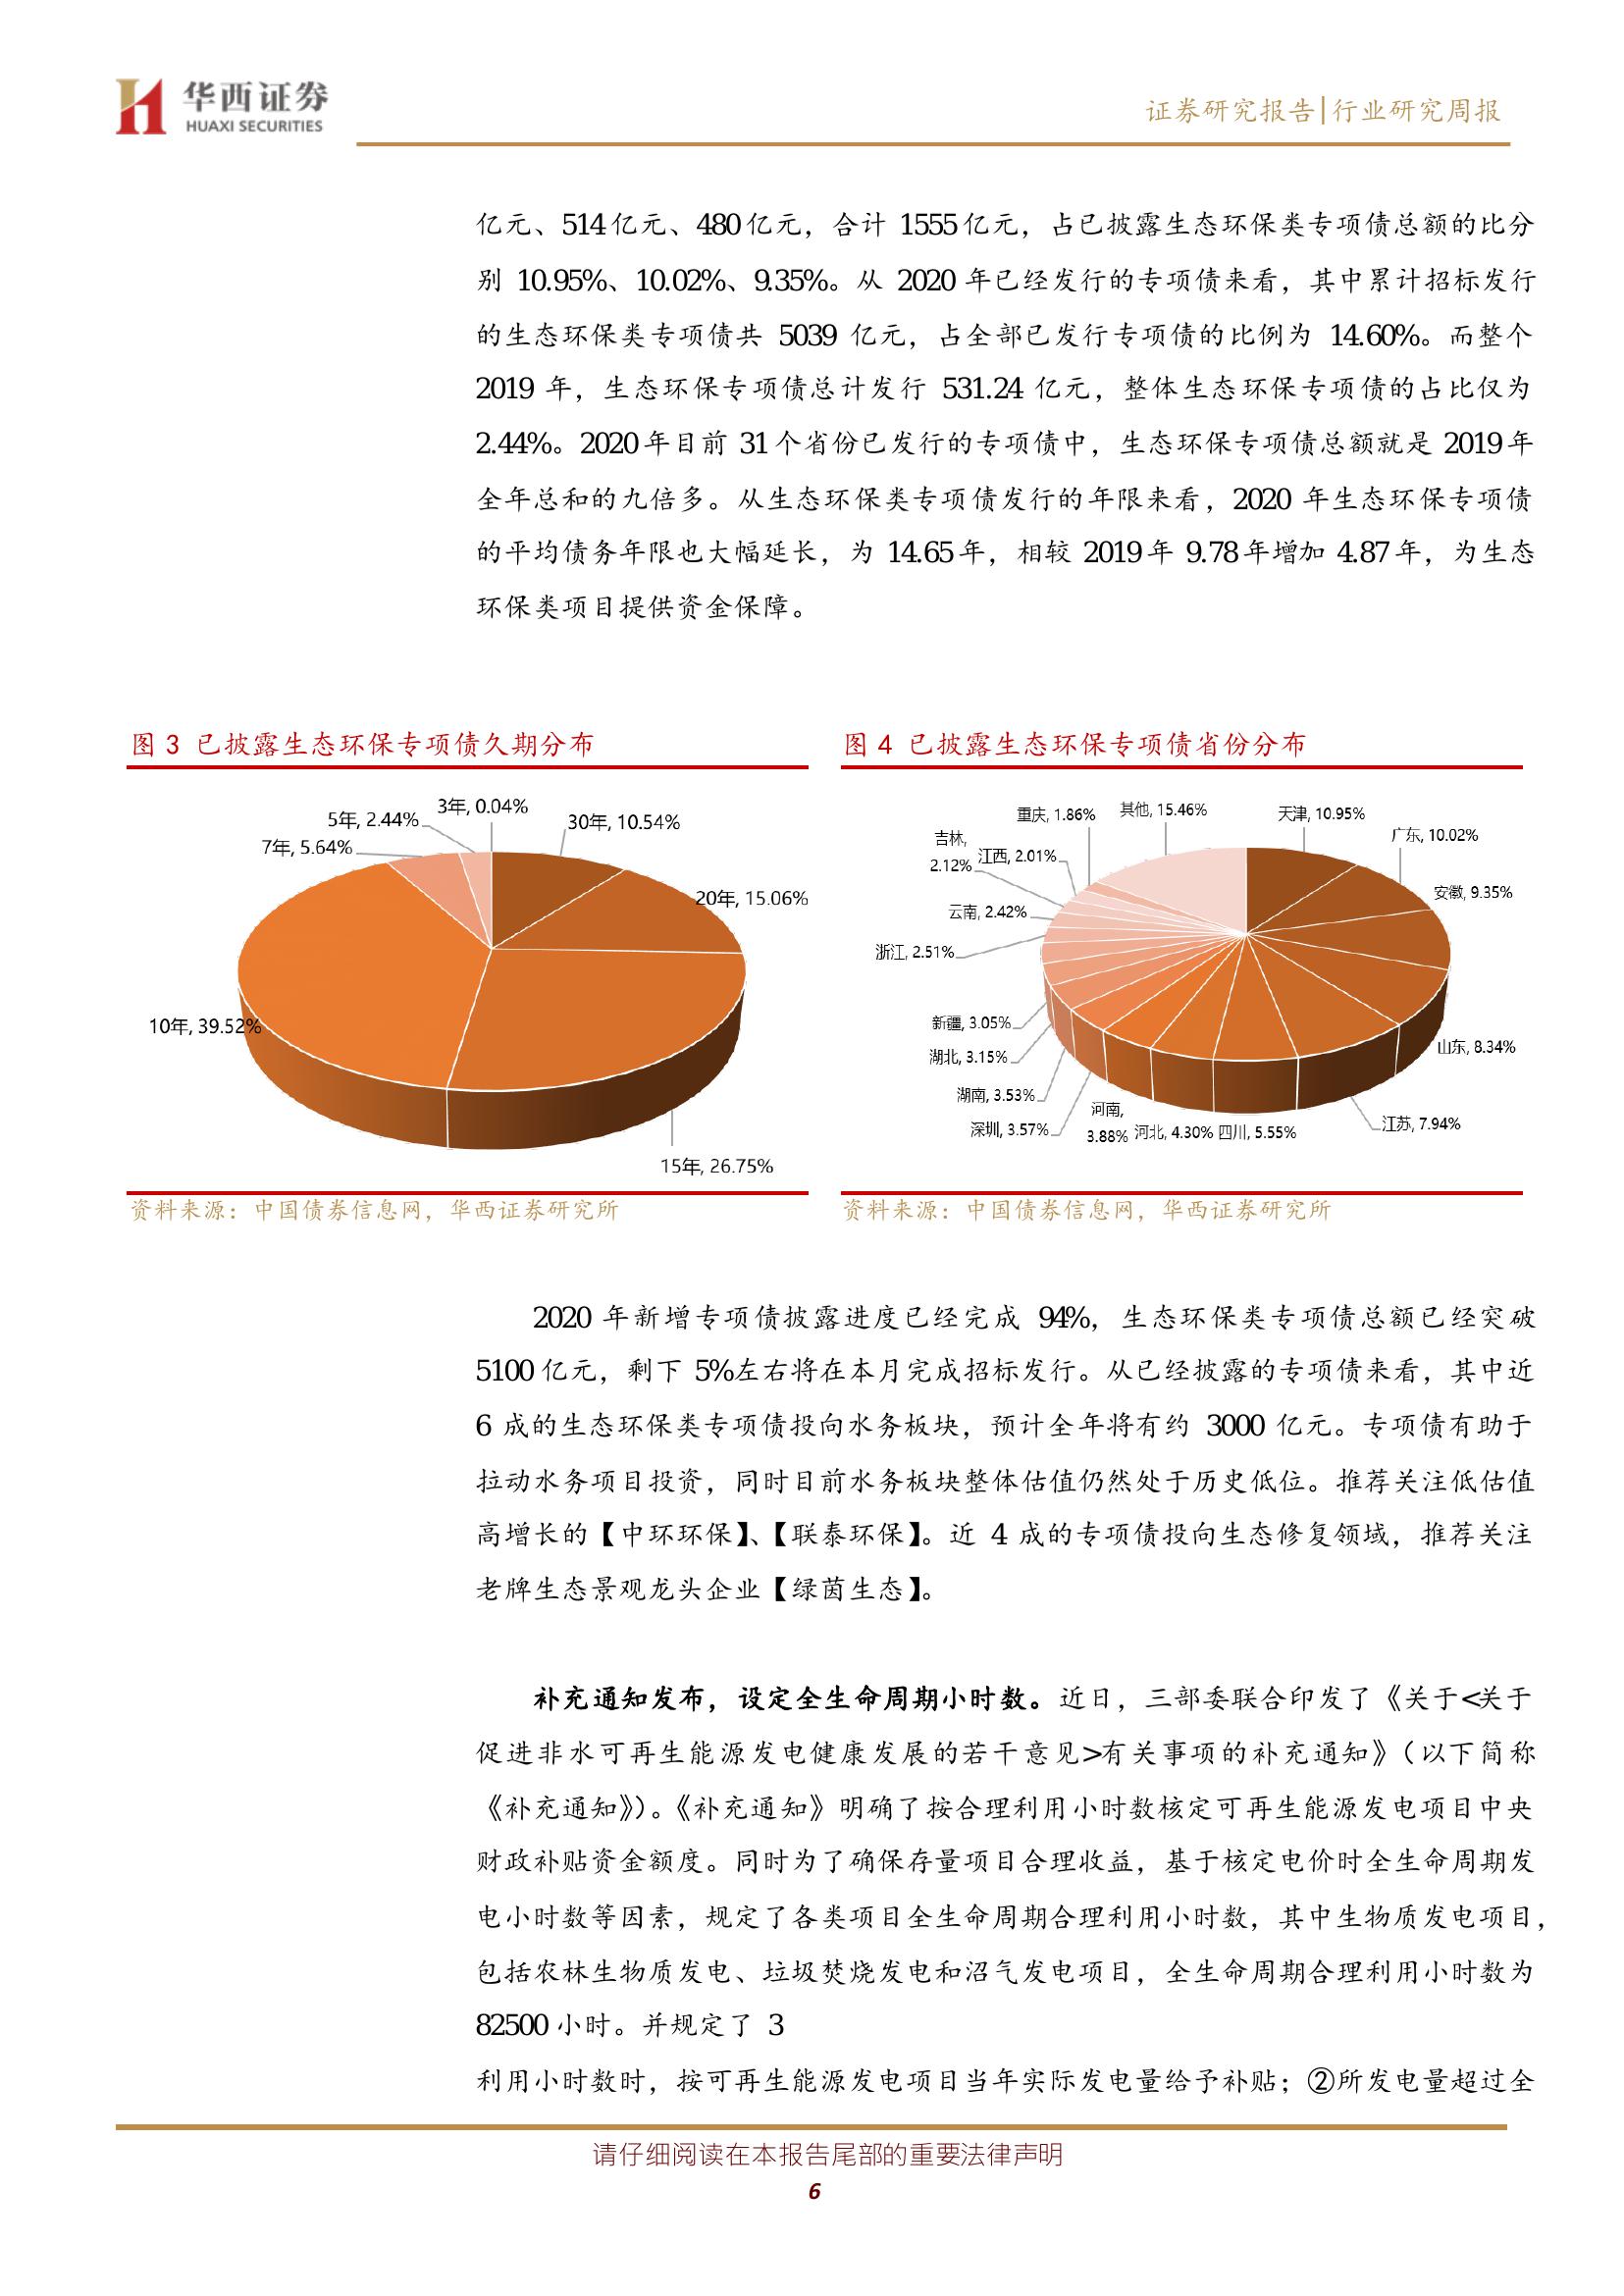 华西证券
HUAXI SECURITIES
证券研究报告|行业研究周报
亿元、514亿元、480亿元，合计 1555亿元，占已披露生态环保类专项债总额的比分
别 10.95%、10.02%、9.35%。从 2020 年已经发行的专项债来看，其中累计招标发行
的生态环保类专项债共 5039 亿元，占全部已发行专项债的比例为 14.60%。而整个
2019 年，生态环保专项债总计发行 531.24 亿元，整体生态环保专项债的占比仅为
2.44%。2020年目前 31个省份已发行的专项债中，生态环保专项债总额就是 2019年
全年总和的九倍多。从生态环保类专项债发行的年限来看，2020 年生态环保专项债
的平均债务年限也大幅延长，为 14.65年，相较 2019年 9.78年增加 4.87年，为生态
环保类项目提供资金保障。
图 3 已披露生态环保专项债久期分布
3年, 0.04%
5年, 2.44%
30年, 10.54%
7年, 5.64%
20年, 15.06%
10年, 39.52%
15年, 26.75%
资料来源：中国债券信息网，华西证券研究所
图 4 已披露生态环保专项债省份分布
重庆, 1.86%
其他, 15.46%
天津, 10.95%
广东, 10.02%
吉林,
2.12%
江西, 2.01%
安徽, 9.35%
云南, 2.42%
浙江, 2.51%
新疆, 3.05%
湖北, 3.15%
山东, 8.34%
湖南, 3.53%
深圳, 3.57%
河南,
3.88%
河北, 4.30%
四川, 5.55%
江苏, 7.94%
资料来源：中国债券信息网，华西证券研究所
2020 年新增专项债披露进度已经完成 94%，生态环保类专项债总额已经突破
5100亿元，剩下 5%左右将在本月完成招标发行。从已经披露的专项债来看，其中近
6 成的生态环保类专项债投向水务板块，预计全年将有约 3000 亿元。专项债有助于
拉动水务项目投资，同时目前水务板块整体估值仍然处于历史低位。推荐关注低估值
高增长的【中环环保】、【联泰环保】。近 4 成的专项债投向生态修复领域，推荐关注
老牌生态景观龙头企业【绿茵生态】。
补充通知发布，设定全生命周期小时数。近日，三部委联合印发了《关于<关于
促进非水可再生能源发电健康发展的若干意见>有关事项的补充通知》（以下简称
《补充通知》）。《补充通知》明确了按合理利用小时数核定可再生能源发电项目中央
财政补贴资金额度。同时为了确保存量项目合理收益，基于核定电价时全生命周期发
电小时数等因素，规定了各类项目全生命周期合理利用小时数，其中生物质发电项目，
包括农林生物质发电、垃圾焚烧发电和沼气发电项目，全生命周期合理利用小时数为
82500 小时。并规定了 3
利用小时数时，按可再生能源发电项目当年实际发电量给予补贴；②所发电量超过全
请仔细阅读在本报告尾部的重要法律声明
6